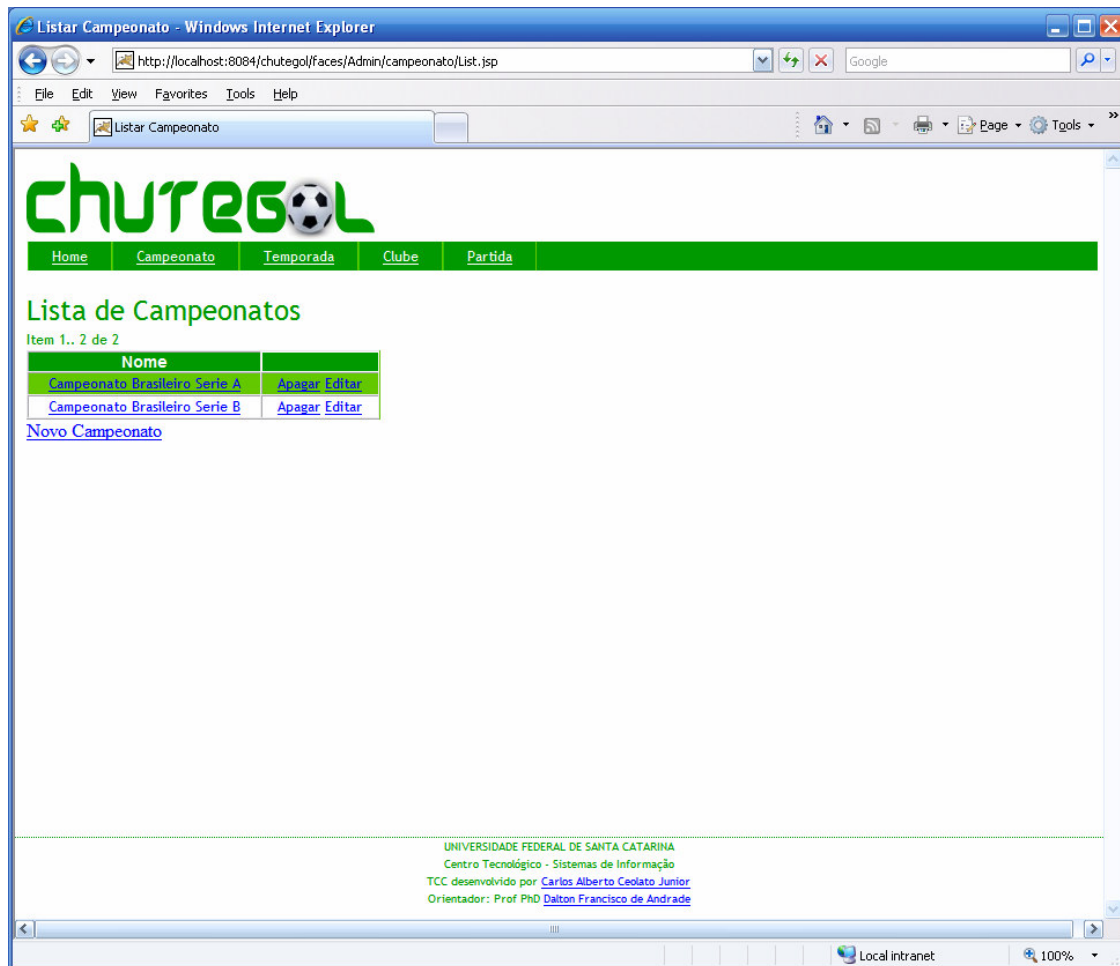 Listar Campeonato - Windows Internet Explorer
http://localhost:8084/chutegol/faces/Admin/campeonato/List.jsp
Google
File Edit View Favorites Tools Help
Listar Campeonato
Page Tools »
chutegol
Home Campeonato Temporada Clube Partida
Lista de Campeonatos
Item 1.. 2 de 2
Nome
Campeonato Brasileiro Serie A Apagar Editar
Campeonato Brasileiro Serie B Apagar Editar
Novo Campeonato
UNIVERSIDADE FEDERAL DE SANTA CATARINA
Centro Tecnológico - Sistemas de Informação
TCC desenvolvido por Carlos Alberto Ceolato Junior
Orientador: Prof PhD Dalton Francisco de Andrade
Local intranet 100%